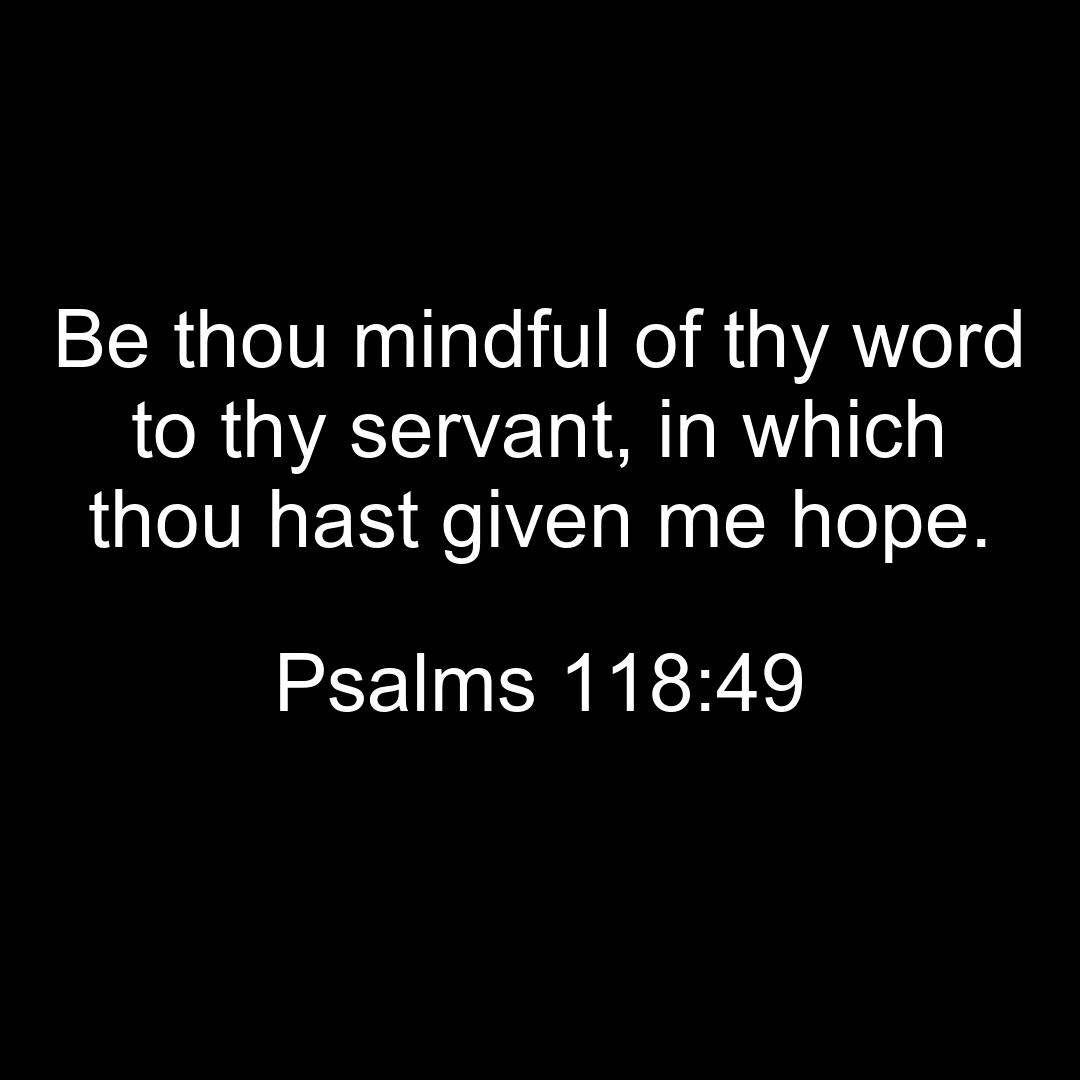 Be thou mindful of thy word
to thy servant, in which
thou hast given me hope.
Psalms 118:49